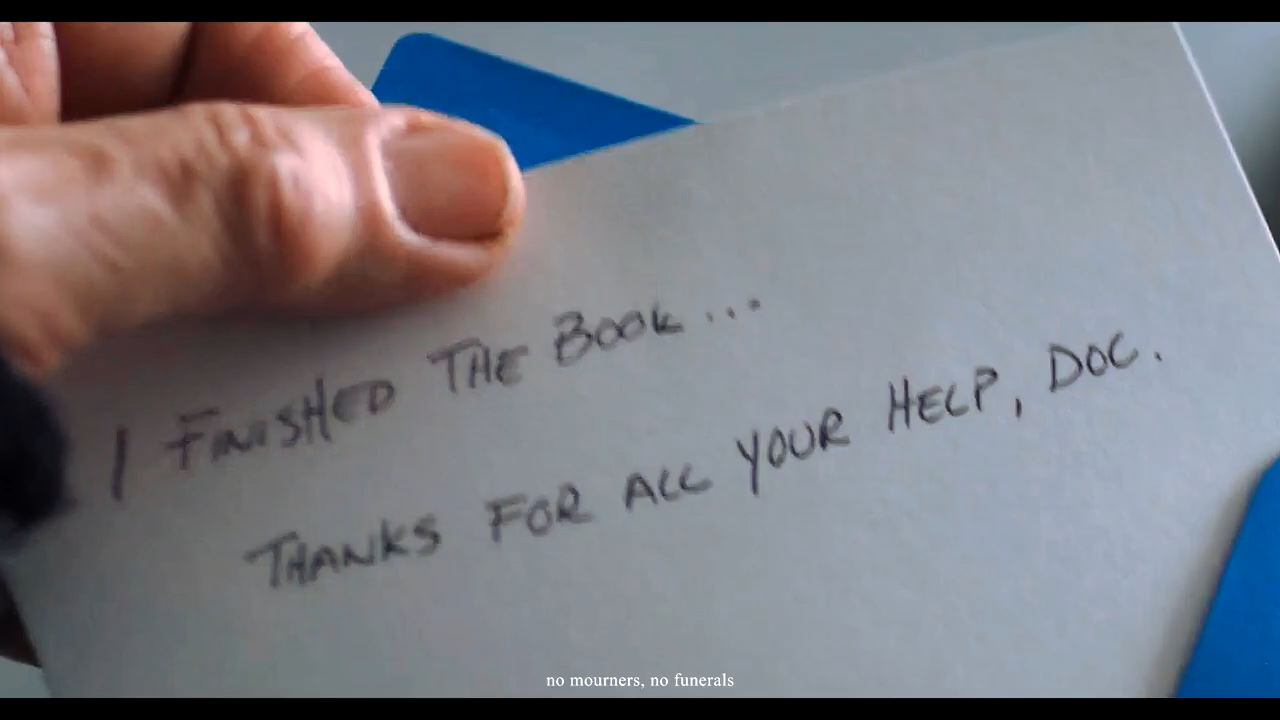 I FINISHED THE BOOK...
THANKS FOR ALL YOUR HELP, DOC.
no mourners, no funerals